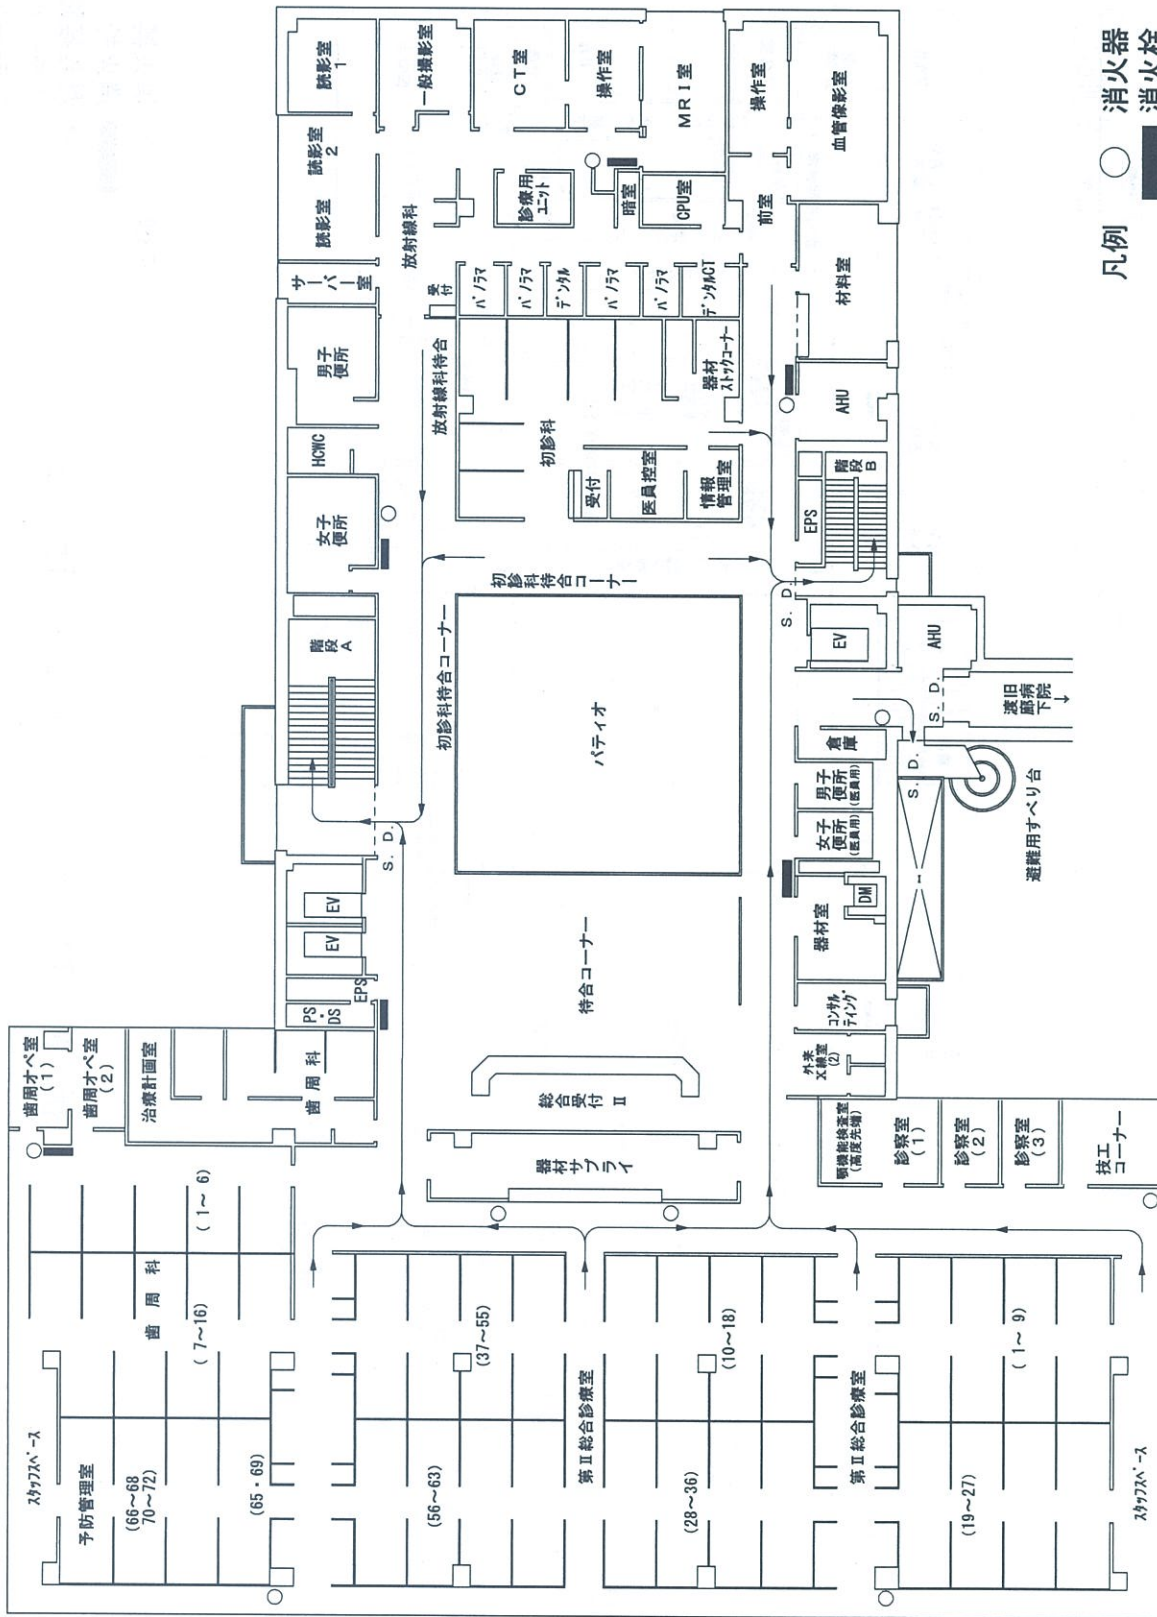 スタッフスペース
予防管理室
(66〜68
70〜72)
(65・69)
(56〜63)
第Ⅱ総合診療室
(28〜36)
第Ⅱ総合診療室
(19〜27)
スタッフスペース
歯周科
(7〜16)
(1〜6)
(37〜55)
(10〜18)
(1〜9)
歯周オペ室
(1)
歯周オペ室
(2)
治療計画室
歯周科
器材サプライ
総合受付Ⅱ
顎機能検査室
(高度先端)
診察室
(1)
診察室
(2)
診察室
(3)
技工
コーナー
PS・DS
EPS
EV
EV
S. D.
待合コーナー
外来
X線室
(2)
コンサル
ティング
器材室
DM
女子
便所
(医員用)
男子
便所
(医員用)
倉庫
S. D.
避難用すべり台
階段A
初診科待合コーナー
パティオ
初診科待合コーナー
S. D.
EV
AHU
S. D.
旧病院
渡廊下
↓
女子
便所
HCWC
男子
便所
放射線科待合
初診科
受付
医員控室
情報
管理室
器材
ストックコーナー
EPS
階段B
AHU
サーバー室
受付
パノラマ
パノラマ
デンタル
パノラマ
パノラマ
デンタルCT
材料室
読影室
読影室
2
読影室
1
放射線科
診療用
ユニット
暗室
CPU室
前室
一般撮影室
CT室
操作室
MRI室
操作室
血管像影室
凡例
消火器
消火栓